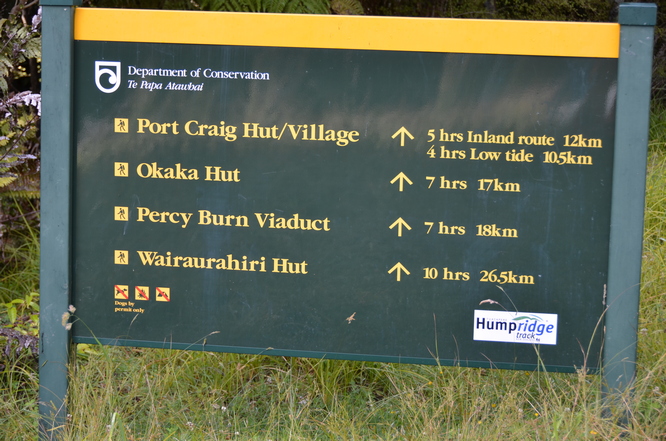 Department of Conservation
Te Papa Atawhai
Port Craig Hut/Village 5 hrs Inland route 12km
4 hrs Low tide 10.5km
Okaka Hut 7 hrs 17km
Percy Burn Viaduct 7 hrs 18km
Wairaurahiri Hut 10 hrs 26.5km
Dogs by
permit only
Humpridge
track